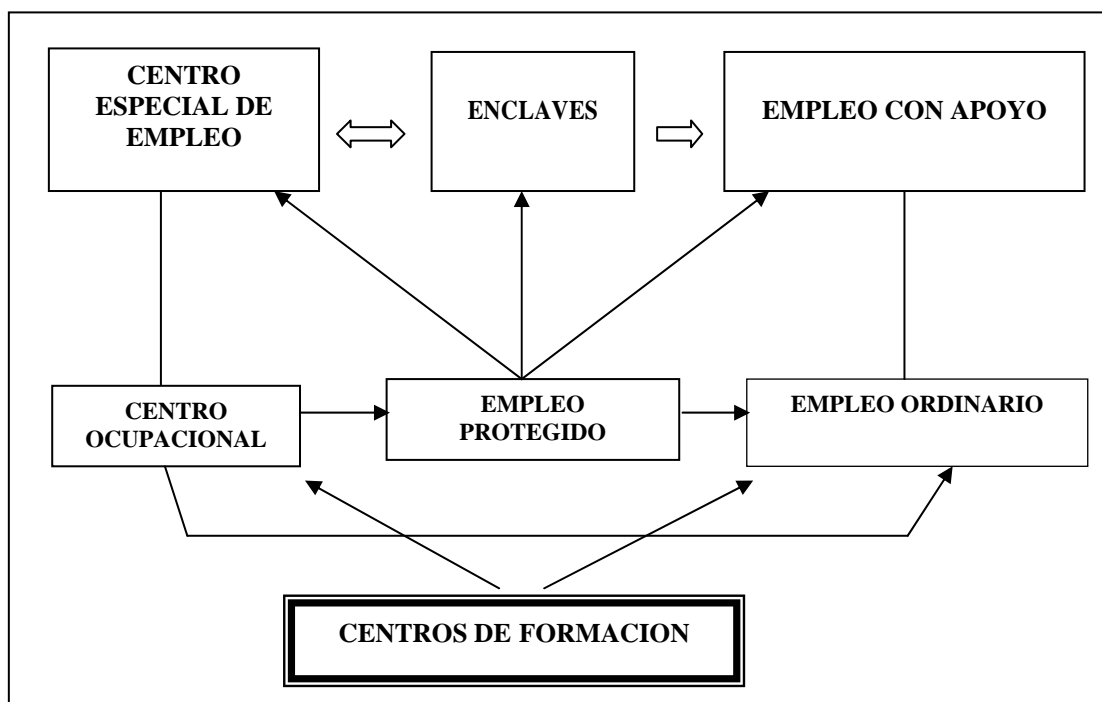 CENTRO
ESPECIAL DE
EMPLEO
ENCLAVES
EMPLEO CON APOYO
CENTRO
OCUPACIONAL
EMPLEO
PROTEGIDO
EMPLEO ORDINARIO
CENTROS DE FORMACION